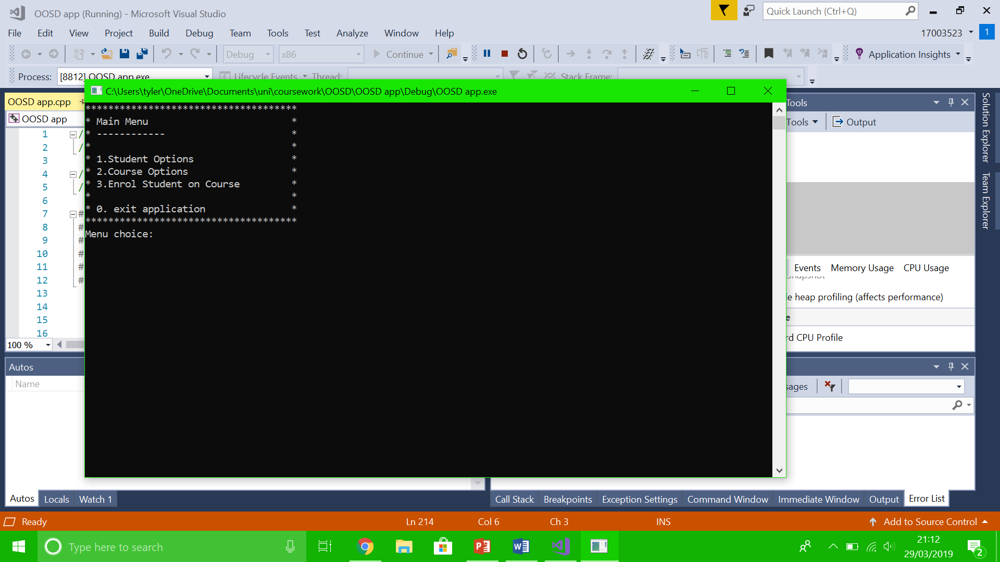 OOSD app (Running) - Microsoft Visual Studio
Quick Launch (Ctrl+Q)
File Edit View Project Build Debug Team Tools Test Analyze Window Help
17003523 1
Debug x86 Continue Application Insights
Process: [8812] OOSD app.exe Lifecycle Events Thread: Stack Frame:
C:\Users\tyler\OneDrive\Documents\uni\coursework\OOSD\OOSD app\Debug\OOSD app.exe
OOSD app.cpp
OOSD app
*************************************
* Main Menu *
* ------------ *
* *
* 1.Student Options *
* 2.Course Options *
* 3.Enrol Student on Course *
* *
* 0. exit application *
*************************************
Menu choice:
1 /
2 /
3
4 /
5 /
6
7 #
8 #
9 #
10 #
11 #
12 #
13
14
15
16
100 %
Tools
Tools Output
Events Memory Usage CPU Usage
Snapshot
heap profiling (affects performance)
CPU Profile
Solution Explorer
Team Explorer
Autos
Name
Autos Locals Watch 1
Call Stack Breakpoints Exception Settings Command Window Immediate Window Output Error List
Ready Ln 214 Col 6 Ch 3 INS Add to Source Control
Type here to search
21:12
29/03/2019
2